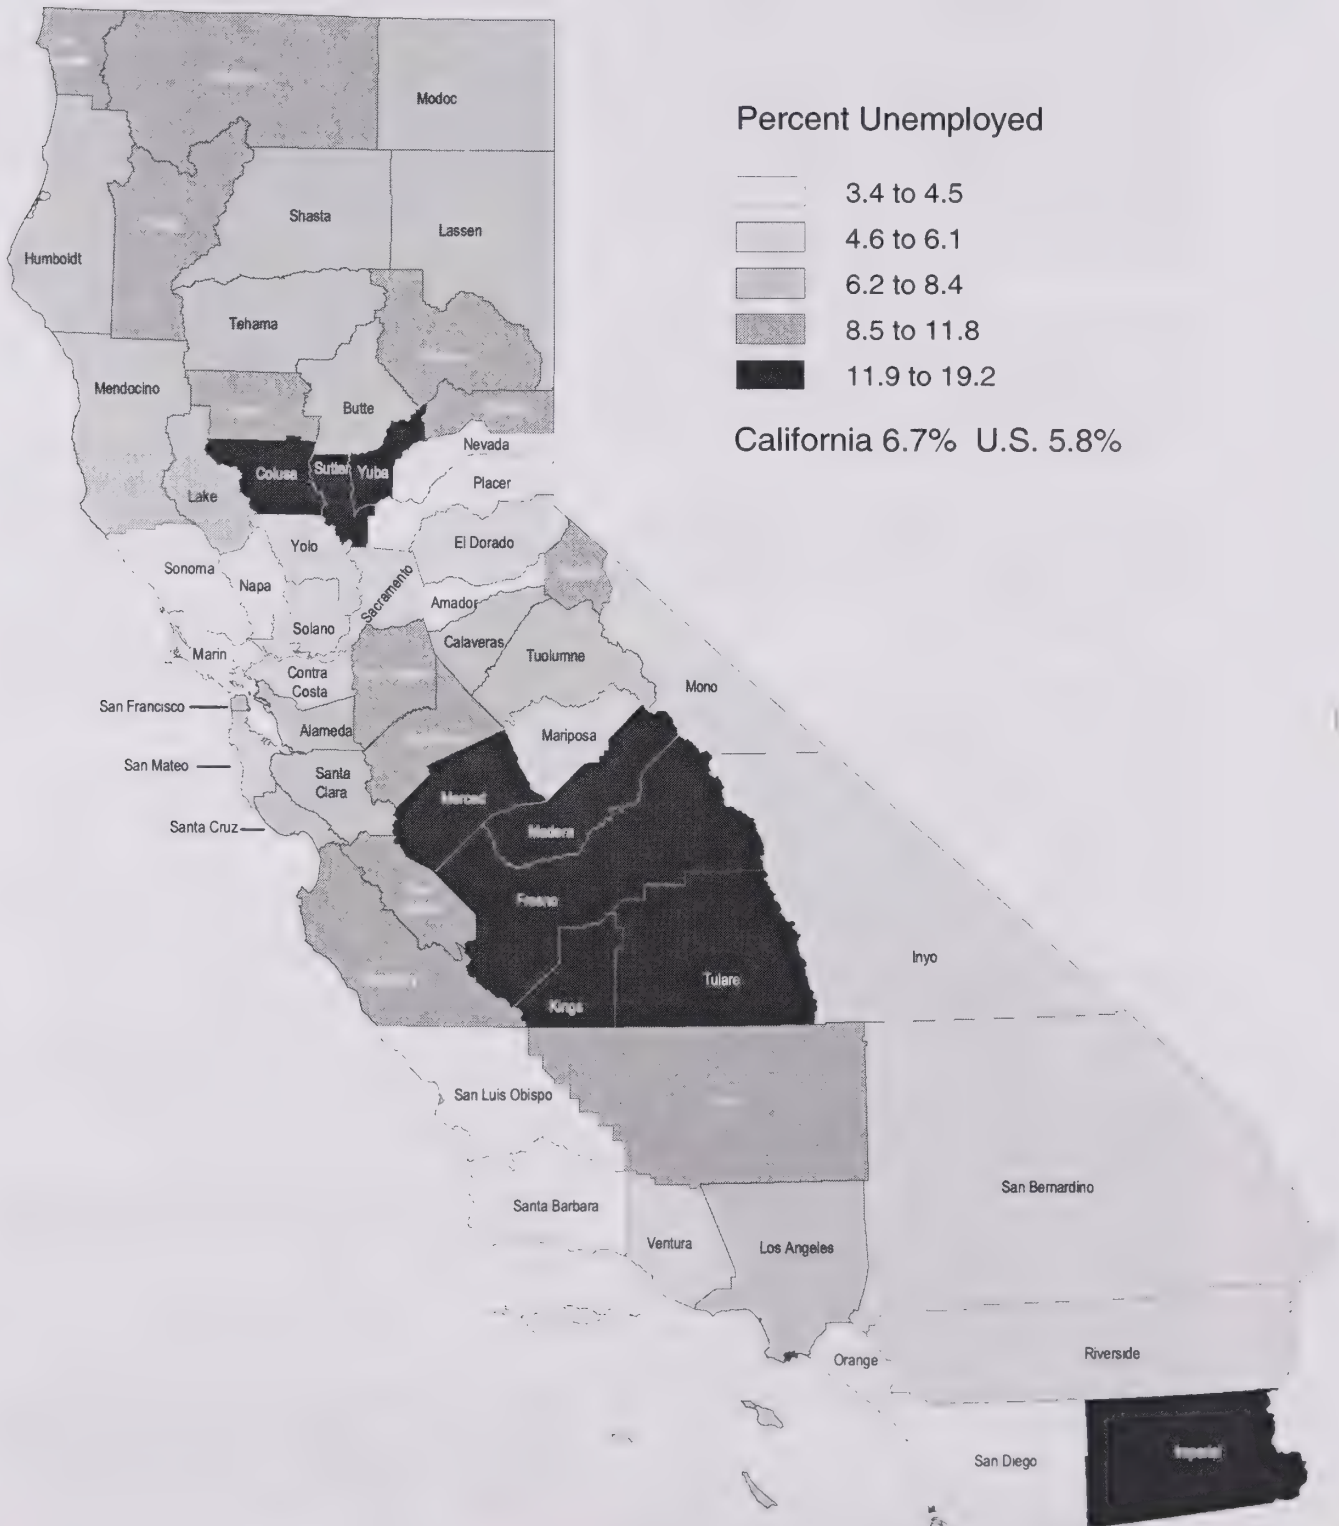 Modoc
Percent Unemployed
3.4 to 4.5
4.6 to 6.1
6.2 to 8.4
8.5 to 11.8
11.9 to 19.2
California 6.7% U.S. 5.8%
Shasta
Lassen
Humboldt
Tehama
Mendocino
Butte
Nevada
Colusa
Sutter
Yuba
Placer
Lake
El Dorado
Yolo
Sonoma
Napa
Sacramento
Amador
Solano
Calaveras
Marin
Tuolumne
Contra
Costa
Mono
San Francisco
Alameda
Mariposa
San Mateo
Santa
Clara
Merced
Santa Cruz
Madera
Fresno
Inyo
Tulare
Kings
San Luis Obispo
San Bernardino
Santa Barbara
Ventura
Los Angeles
Orange
Riverside
Imperial
San Diego